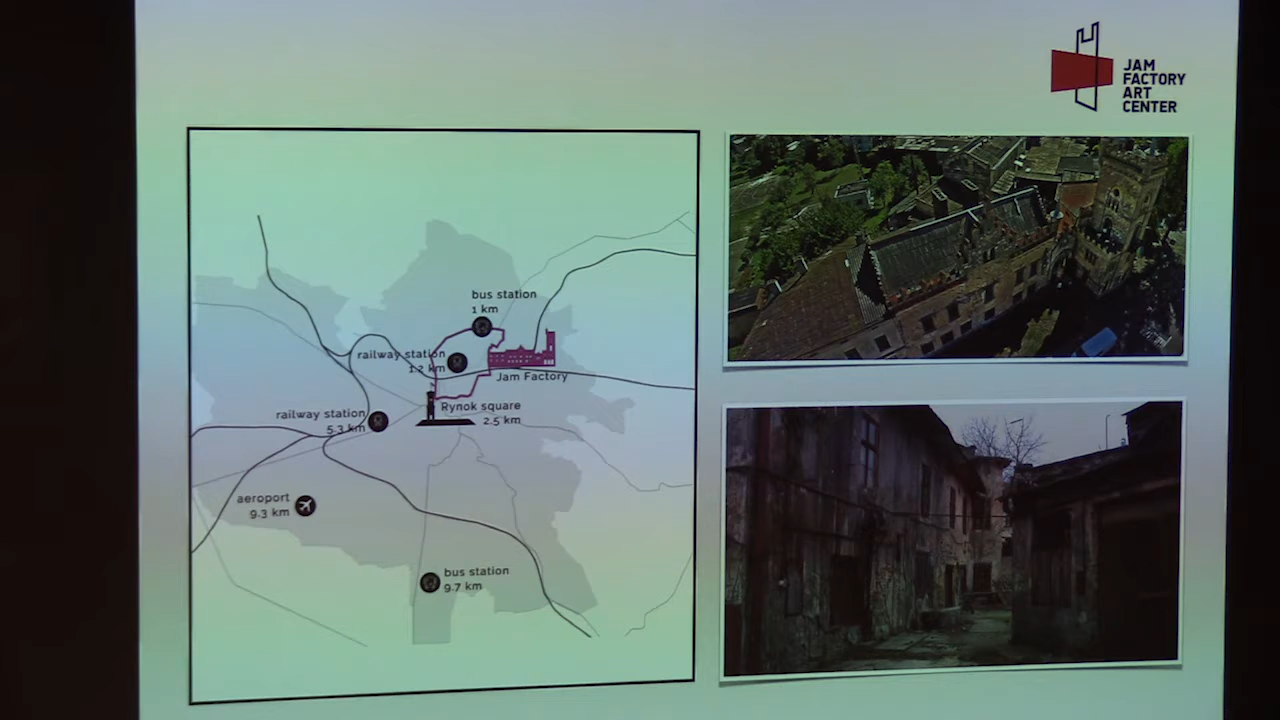 JAM
FACTORY
ART
CENTER
bus station
1 km
railway station
1.2 km
Jam Factory
Rynok square
2.5 km
railway station
5.3 km
aeroport
9.3 km
bus station
9.7 km